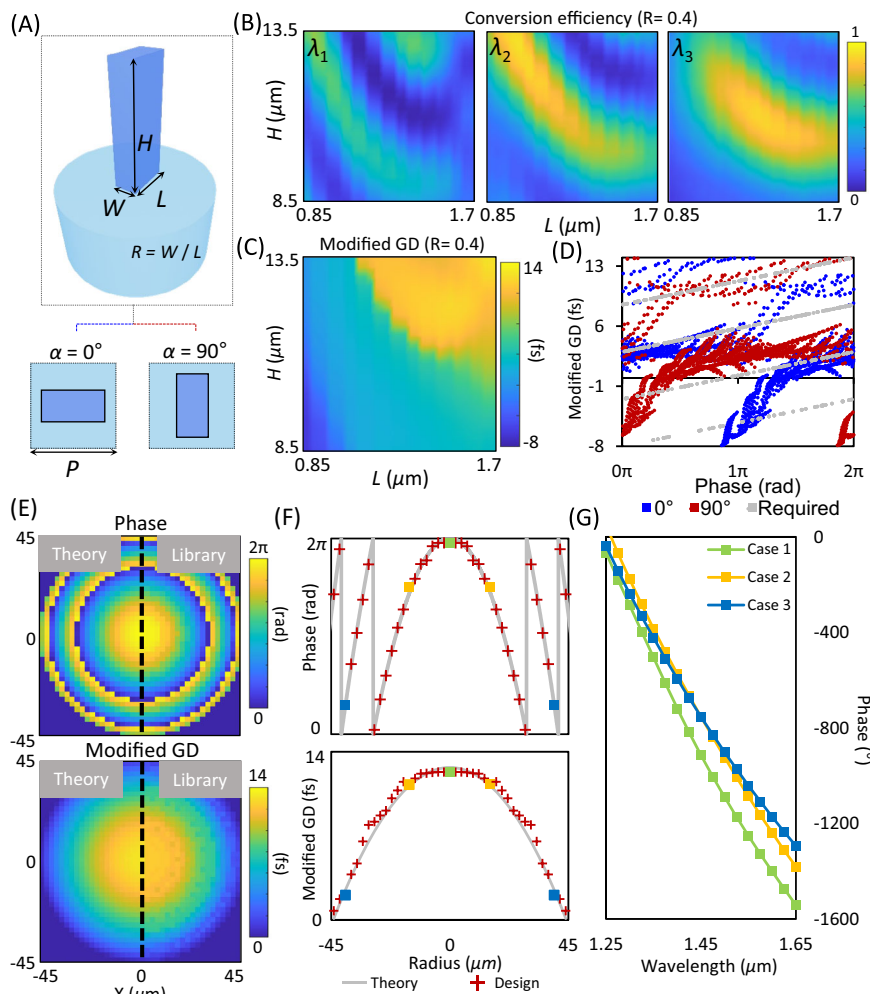 (A)
H
W
L
R = W / L
α = 0°
α = 90°
P
(B)
Conversion efficiency (R= 0.4)
13.5
H (μm)
8.5
λ1
λ2
λ3
1
0
0.85
1.7
0.85
L (μm)
1.7
0.85
1.7
(C)
Modified GD (R= 0.4)
13.5
H (μm)
8.5
0.85
1.7
L (μm)
14
(fs)
-8
(D)
Modified GD (fs)
13
6
-1
-8
0π
1π
2π
Phase (rad)
0°
90°
Required
(E)
Phase
45
Theory
Library
0
-45
2π
(rad)
0
Modified GD
45
Theory
Library
0
-45
14
(fs)
0
-45
0
45
X (μm)
(F)
2π
Phase (rad)
0
14
Modified GD (fs)
0
-45
0
45
Radius (μm)
Theory
Design
(G)
Case 1
Case 2
Case 3
0
-400
-800
-1200
-1600
Phase (°)
1.25
1.45
1.65
Wavelength (μm)